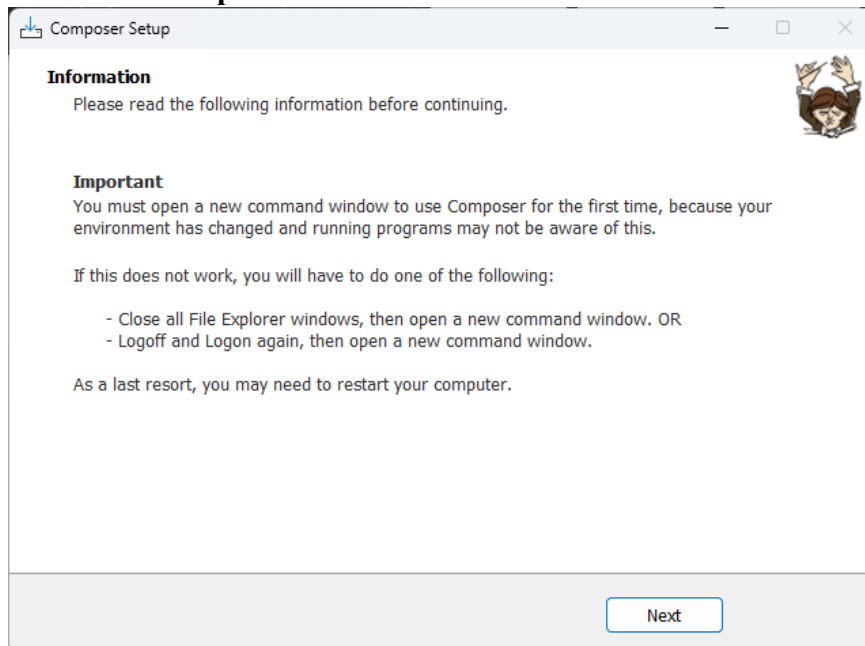 Composer Setup
Information
Please read the following information before continuing.
Important
You must open a new command window to use Composer for the first time, because your
environment has changed and running programs may not be aware of this.
If this does not work, you will have to do one of the following:
- Close all File Explorer windows, then open a new command window. OR
- Logoff and Logon again, then open a new command window.
As a last resort, you may need to restart your computer.
Next